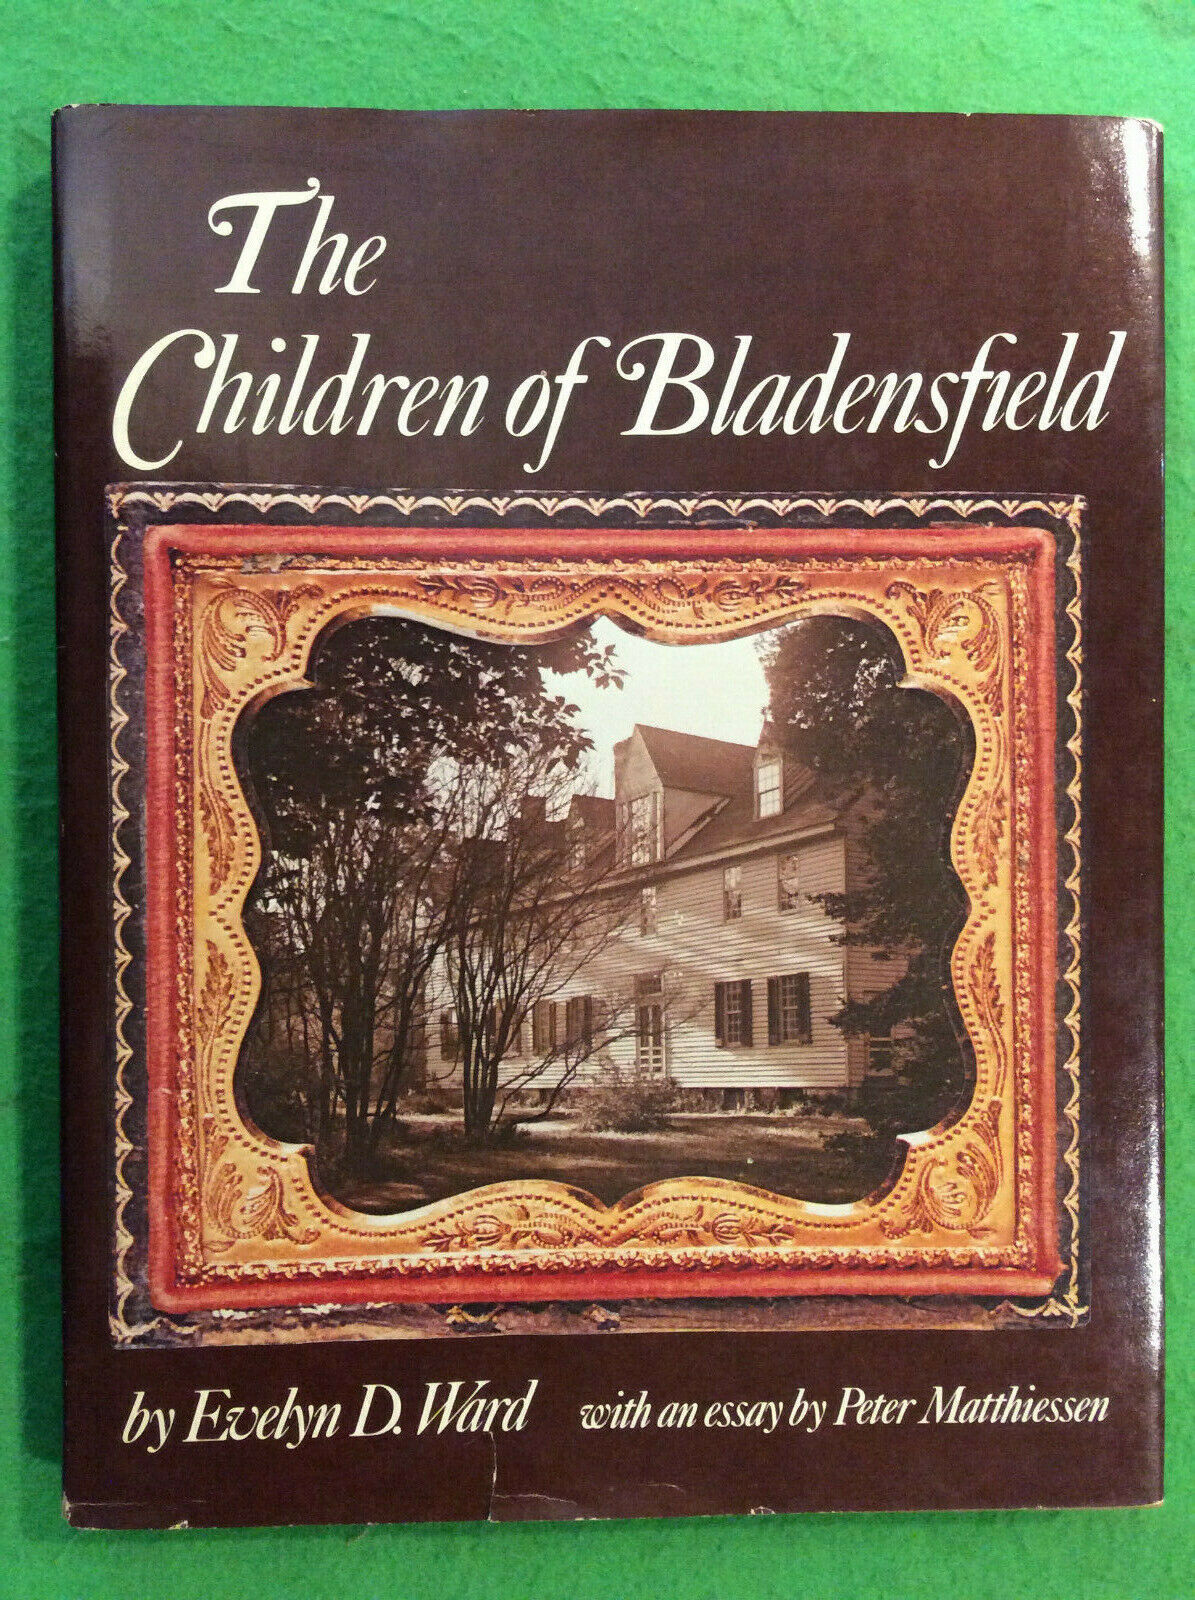 The
Children of Bladensfield
by Evelyn D. Ward with an essay by Peter Matthiessen